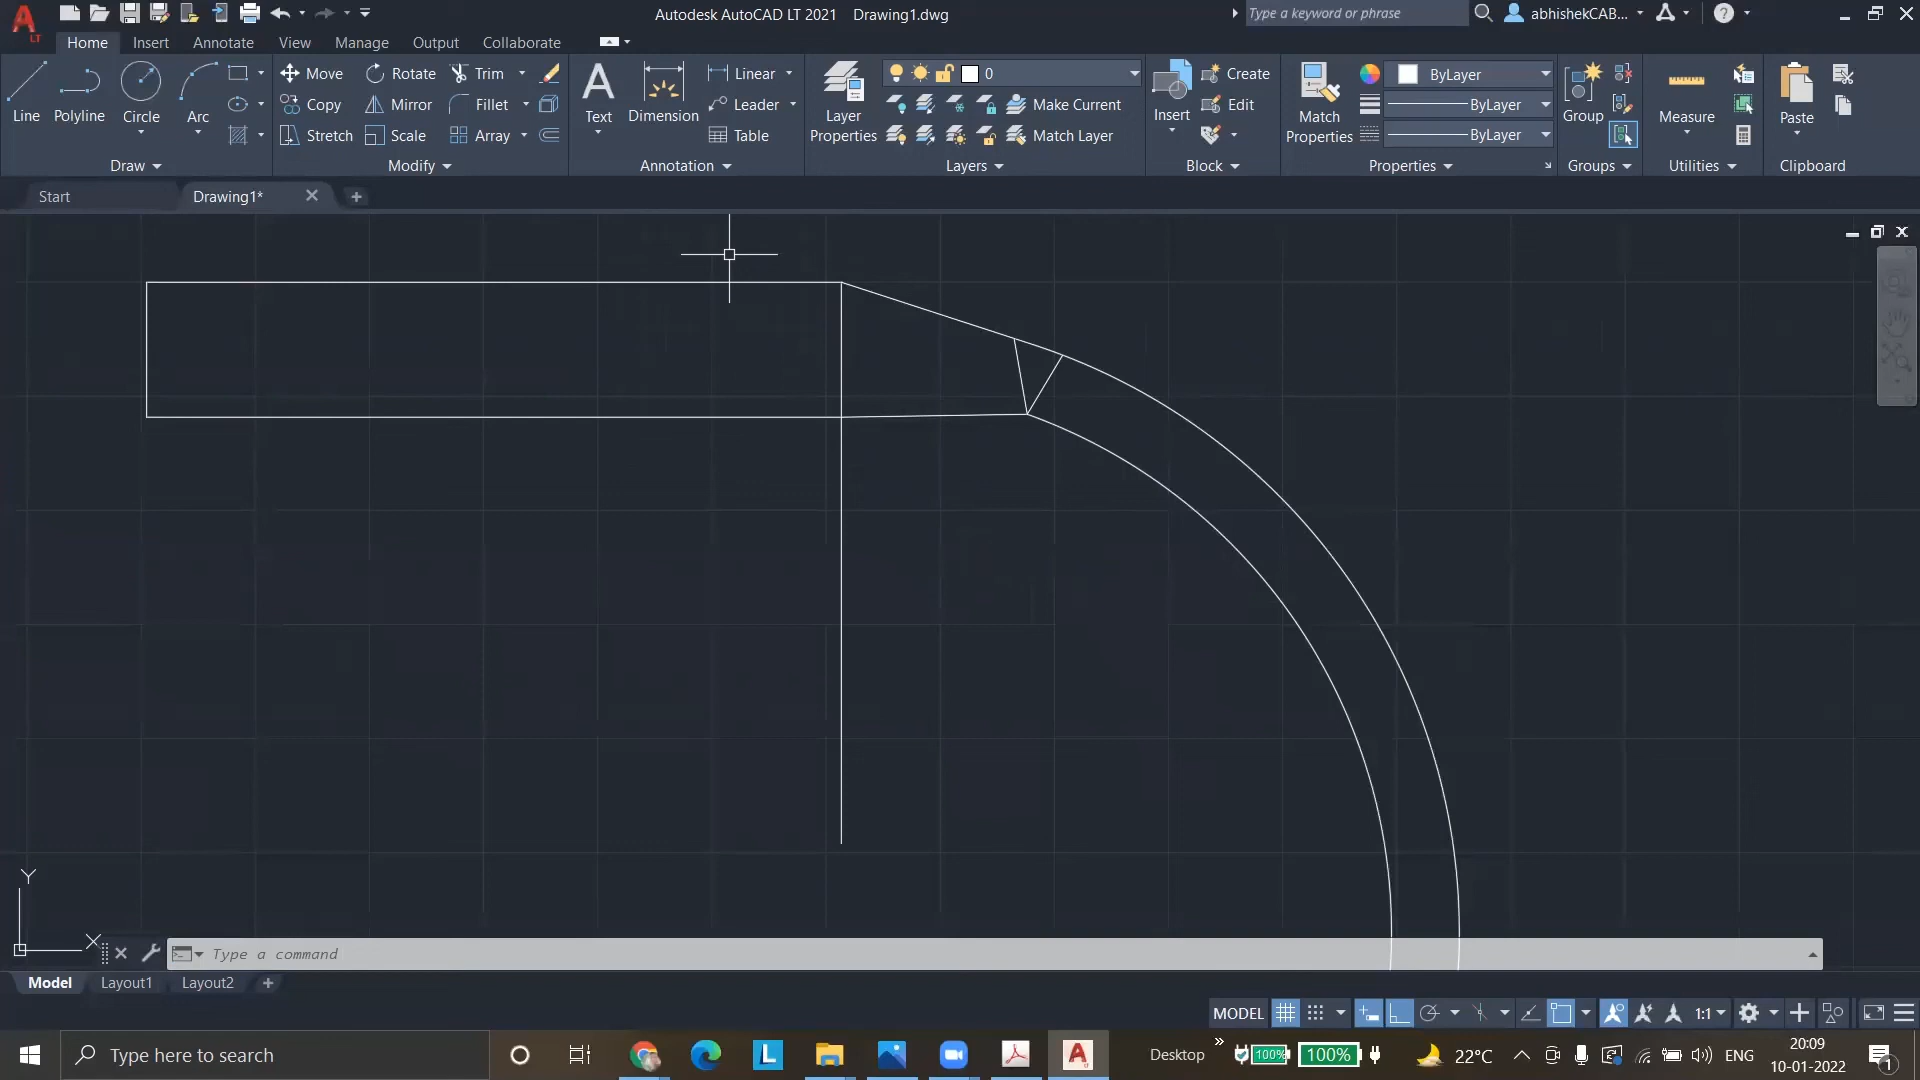 LT
Autodesk AutoCAD LT 2021 Drawing1.dwg
Type a keyword or phrase
abhishekCAB...
?
Home Insert Annotate View Manage Output Collaborate
Line
Polyline
Circle
Arc
Draw
Move Rotate Trim
Copy Mirror Fillet
Stretch Scale Array
Modify
A
Text
Dimension
Linear
Leader
Table
Annotation
Layer
Properties
0
Make Current
Match Layer
Layers
Insert
Create
Edit
Block
Match
Properties
ByLayer
ByLayer
ByLayer
Properties
Group
Groups
Measure
Utilities
Paste
Clipboard
Start Drawing1*
Y
X
Type a command
Model Layout1 Layout2
MODEL 1:1
Type here to search
L
A
Desktop
100% 100%
22°C
ENG
20:09
10-01-2022
1